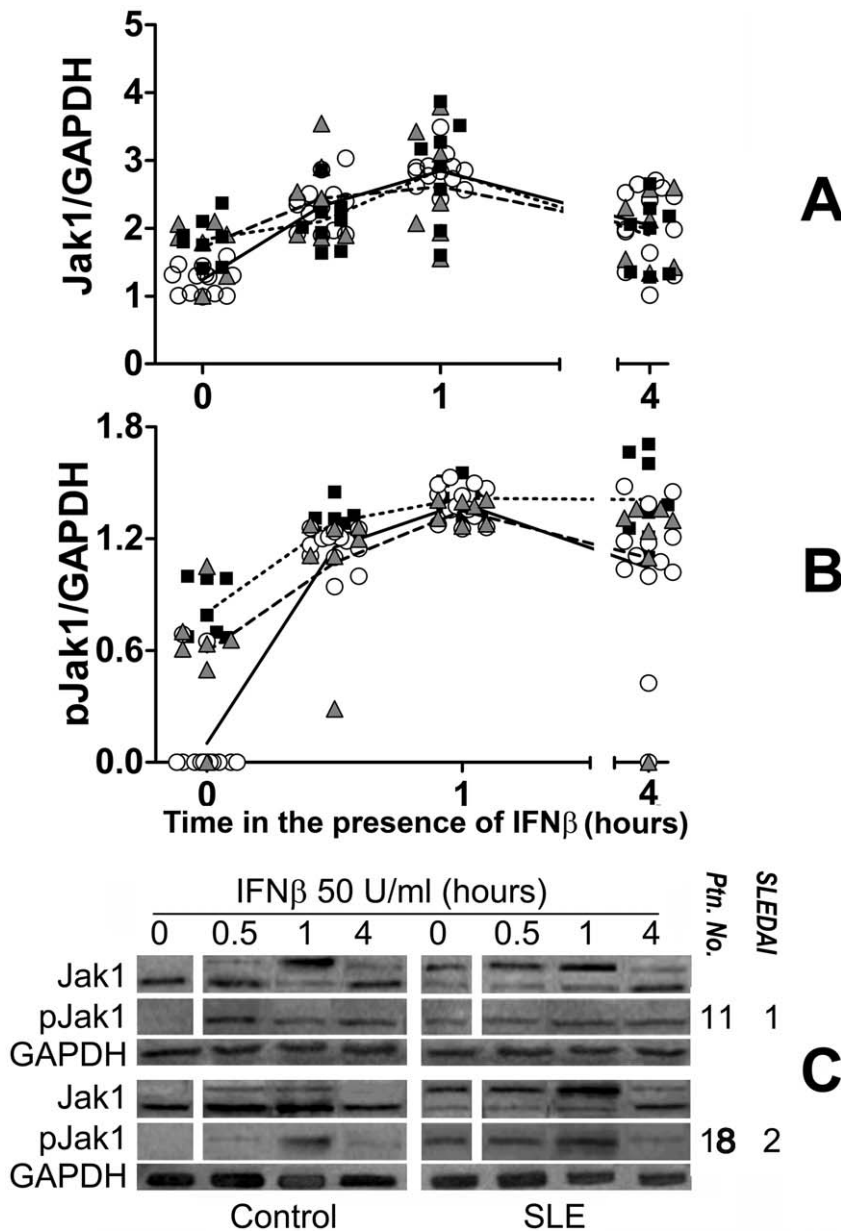 5
4
3
2
1
0
Jak1/GAPDH
0 1 4
A
1.8
1.2
0.6
0.0
pJak1/GAPDH
0 1 4
B
Time in the presence of IFNβ (hours)
IFNβ 50 U/ml (hours)
Ptn. No.
SLEDAI
0 0.5 1 4 0 0.5 1 4
Jak1
pJak1 11 1
GAPDH
C
Jak1
pJak1 18 2
GAPDH
Control SLE